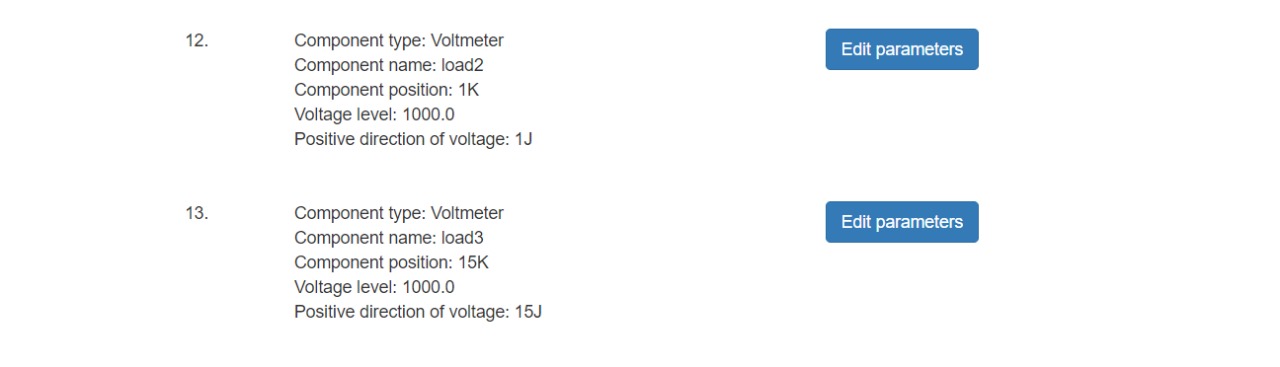 12.
Component type: Voltmeter
Component name: load2
Component position: 1K
Voltage level: 1000.0
Positive direction of voltage: 1J
Edit parameters
13.
Component type: Voltmeter
Component name: load3
Component position: 15K
Voltage level: 1000.0
Positive direction of voltage: 15J
Edit parameters